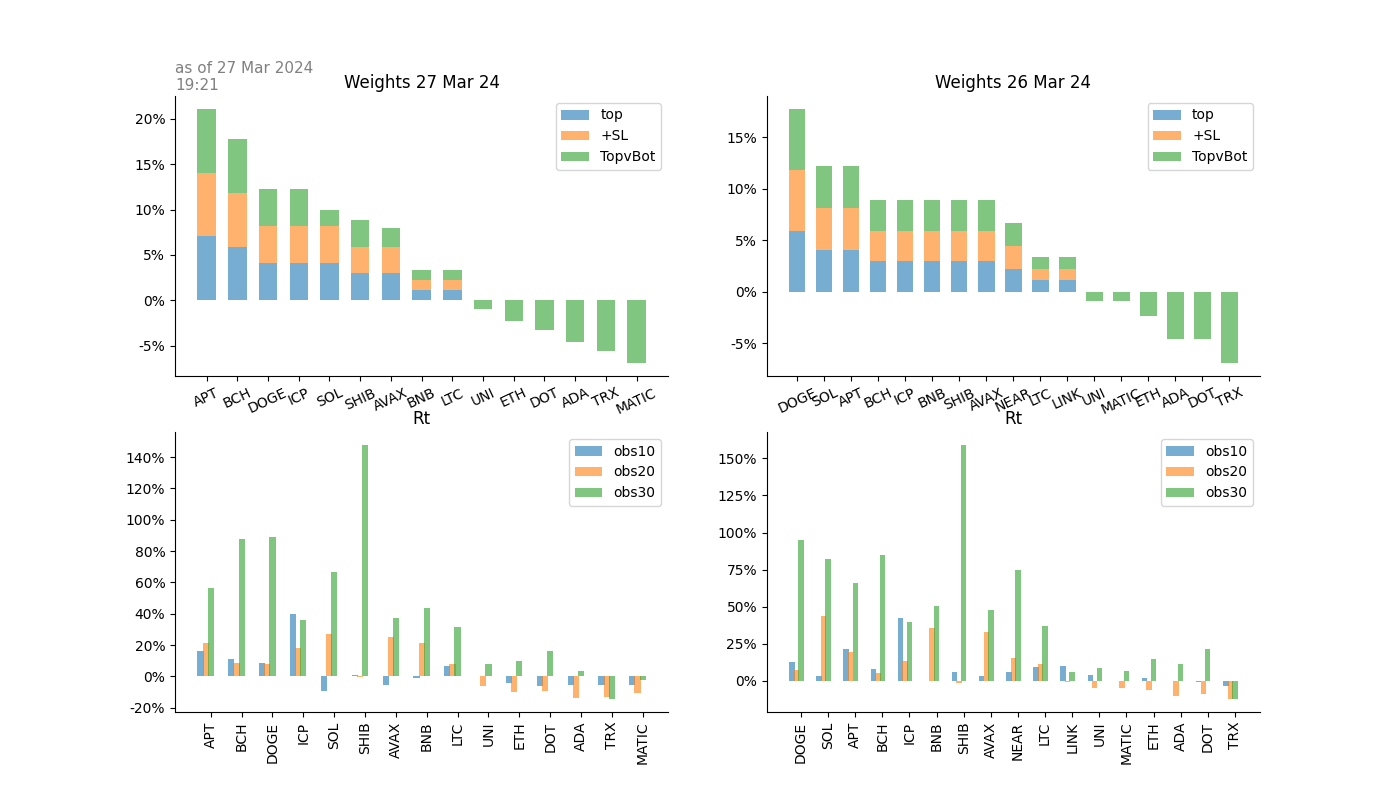 as of 27 Mar 2024
19:21
Weights 27 Mar 24
20%
15%
10%
5%
0%
-5%
top
+SL
TopvBot
APT
BCH
DOGE
ICP
SOL
SHIB
AVAX
BNB
LTC
UNI
ETH
DOT
ADA
TRX
MATIC
Weights 26 Mar 24
15%
10%
5%
0%
-5%
top
+SL
TopvBot
DOGE
SOL
APT
BCH
ICP
BNB
SHIB
AVAX
NEAR
LTC
LINK
UNI
MATIC
ETH
ADA
DOT
TRX
Rt
140%
120%
100%
80%
60%
40%
20%
0%
-20%
obs10
obs20
obs30
APT
BCH
DOGE
ICP
SOL
SHIB
AVAX
BNB
LTC
UNI
ETH
DOT
ADA
TRX
MATIC
Rt
150%
125%
100%
75%
50%
25%
0%
obs10
obs20
obs30
DOGE
SOL
APT
BCH
ICP
BNB
SHIB
AVAX
NEAR
LTC
LINK
UNI
MATIC
ETH
ADA
DOT
TRX